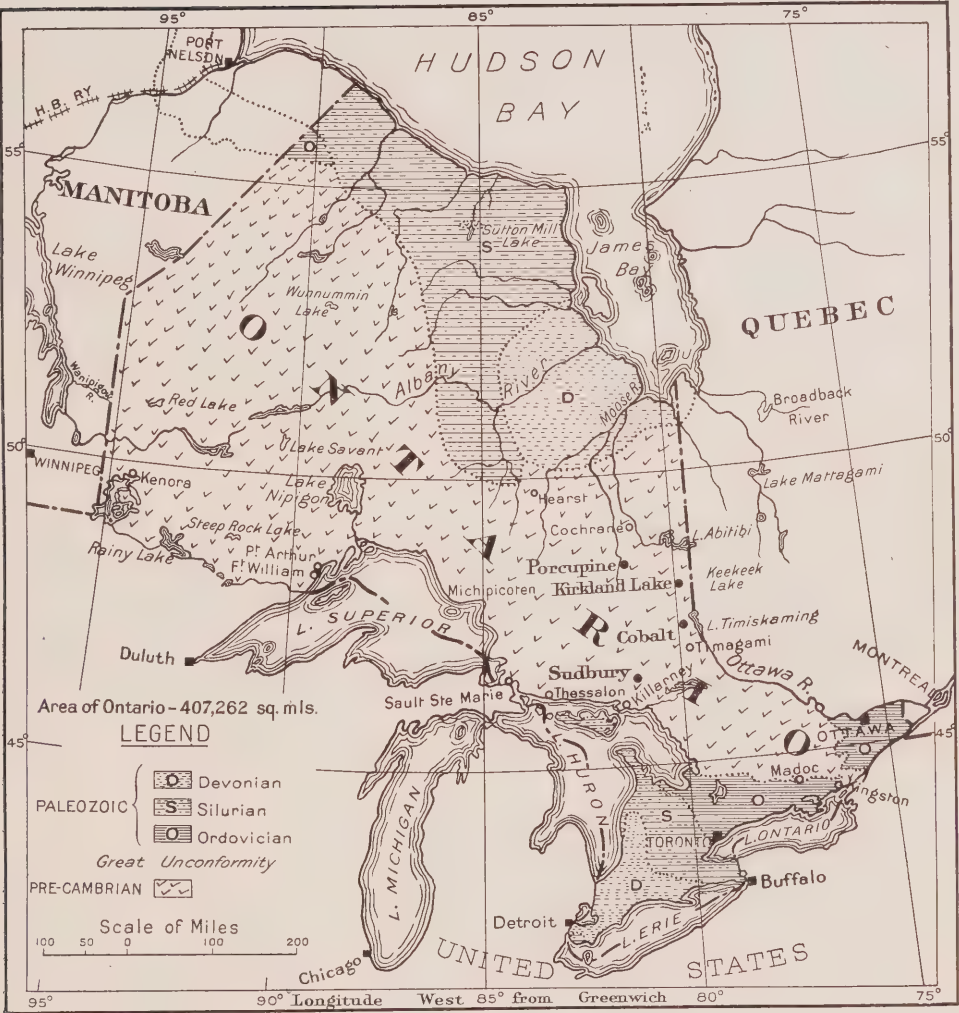 95°
85°
75°
PORT
NELSON
HUDSON
BAY
H.B. RY
55°
55°
MANITOBA
O
Lake
Winnipeg
Sutton Mill
Lake
S
James
Bay
Wunnummin
Lake
QUEBEC
ONTARIO
Wanipigow
R.
Albany River
D
Moose R.
Red Lake
Broadback
River
50°
50°
WINNIPEG
Lake Savant
Kenora
Lake
Nipigon
Lake Mattagami
Hearst
Steep Rock Lake
Cochrane
L. Abitibi
Rainy Lake
Pt. Arthur
Ft. William
Porcupine
Keekeek
Lake
Michipicoten
Kirkland Lake
L. SUPERIOR
Cobalt
L. Timiskaming
Timagami
Duluth
Ottawa R.
MONTREAL
Sudbury
Killarney
Sault Ste Marie
Thessalon
Area of Ontario - 407,262 sq. mls.
OTTAWA
O
45°
45°
LEGEND
L. MICHIGAN
HURON
Madoc
Kingston
O
S
TORONTO
L. ONTARIO
PALEOZOIC
D Devonian
S Silurian
O Ordovician
Great Unconformity
PRE-CAMBRIAN
D
Buffalo
Detroit
L. ERIE
Scale of Miles
100 50 0 100 200
Chicago
UNITED STATES
95° 90° Longitude West 85° from Greenwich 80° 75°